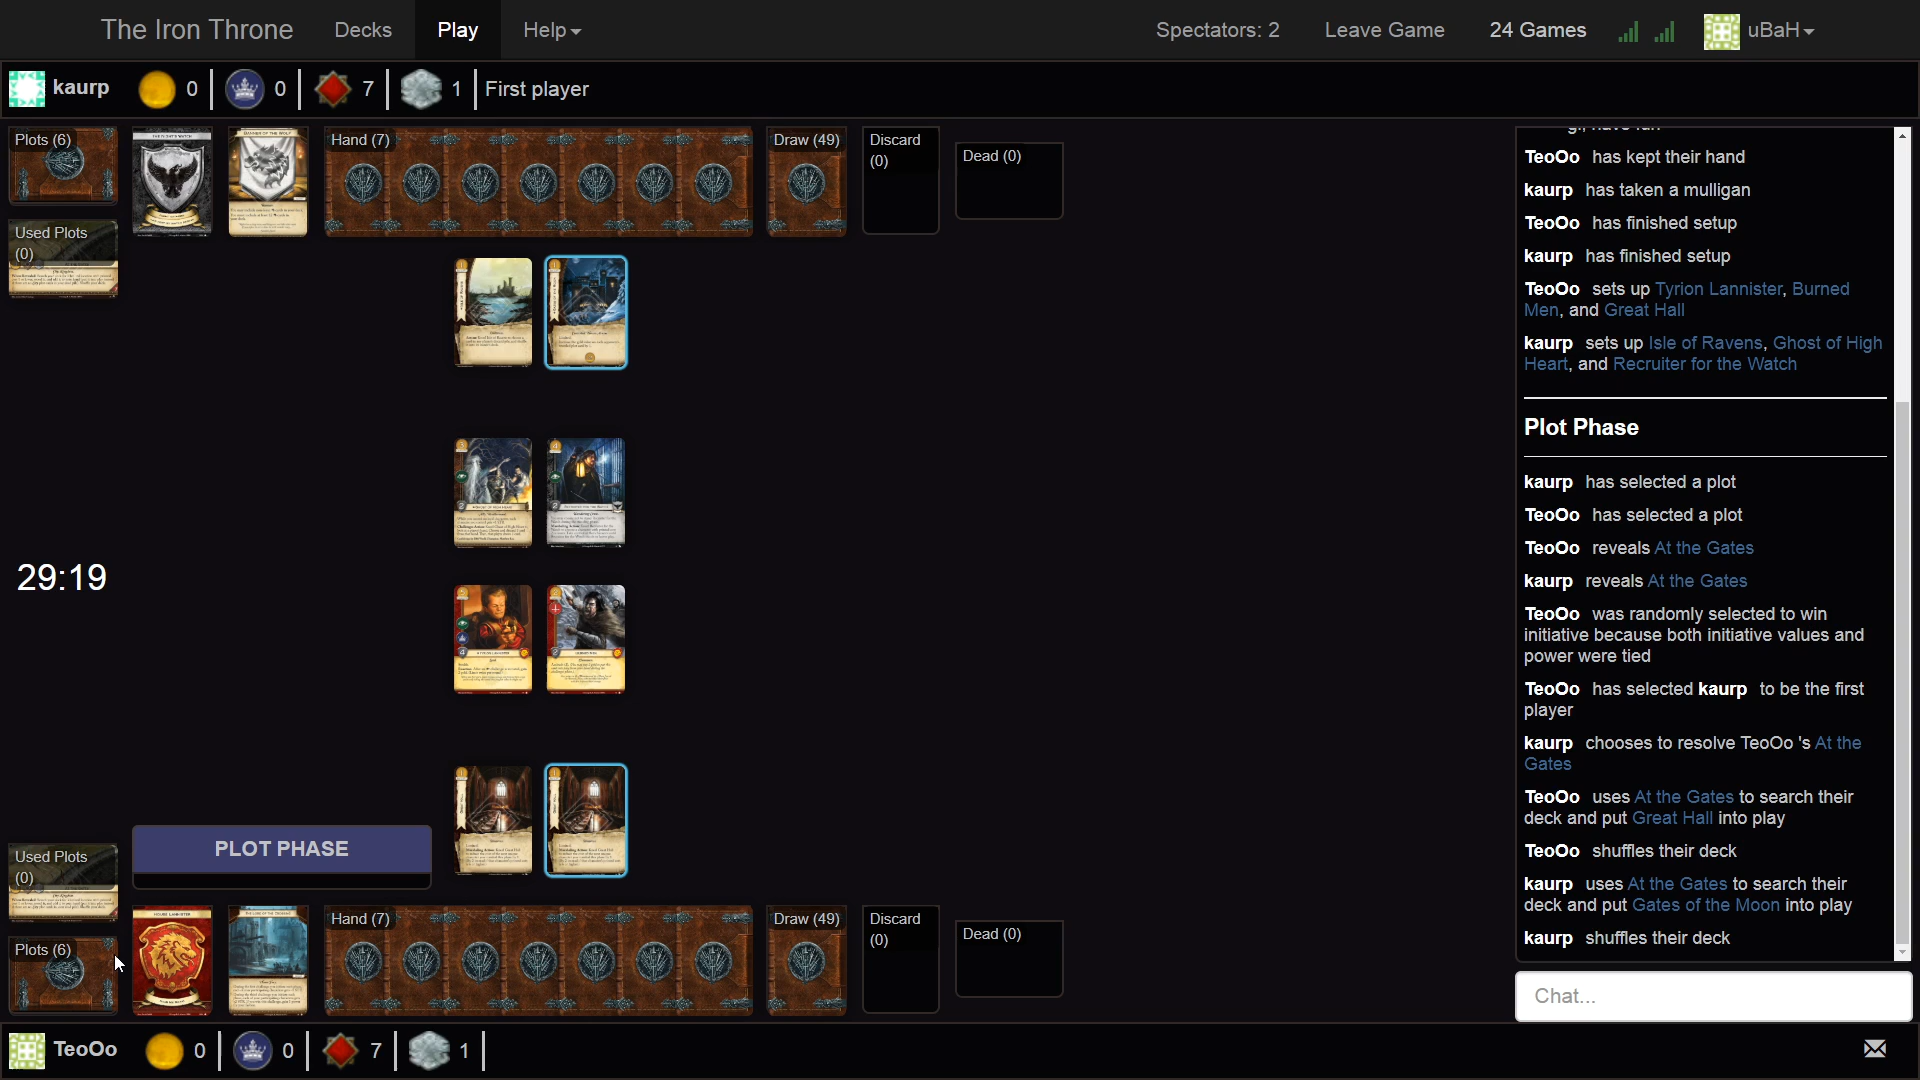 The Iron Throne
Decks
Play
Help
Spectators: 2
Leave Game
24 Games
uBaH
kaurp
0
0
7
1
First player
Plots (6)
Used Plots
(0)
Hand (7)
Draw (49)
Discard
(0)
Dead (0)
29:19
PLOT PHASE
Used Plots
(0)
Plots (6)
HOUSE LANNISTER
Hand (7)
Draw (49)
Discard
(0)
Dead (0)
TeoOo
0
0
7
1
TeoOo has kept their hand
kaurp has taken a mulligan
TeoOo has finished setup
kaurp has finished setup
TeoOo sets up Tyrion Lannister, Burned
Men, and Great Hall
kaurp sets up Isle of Ravens, Ghost of High
Heart, and Recruiter for the Watch
Plot Phase
kaurp has selected a plot
TeoOo has selected a plot
TeoOo reveals At the Gates
kaurp reveals At the Gates
TeoOo was randomly selected to win
initiative because both initiative values and
power were tied
TeoOo has selected kaurp to be the first
player
kaurp chooses to resolve TeoOo 's At the
Gates
TeoOo uses At the Gates to search their
deck and put Great Hall into play
TeoOo shuffles their deck
kaurp uses At the Gates to search their
deck and put Gates of the Moon into play
kaurp shuffles their deck
Chat...